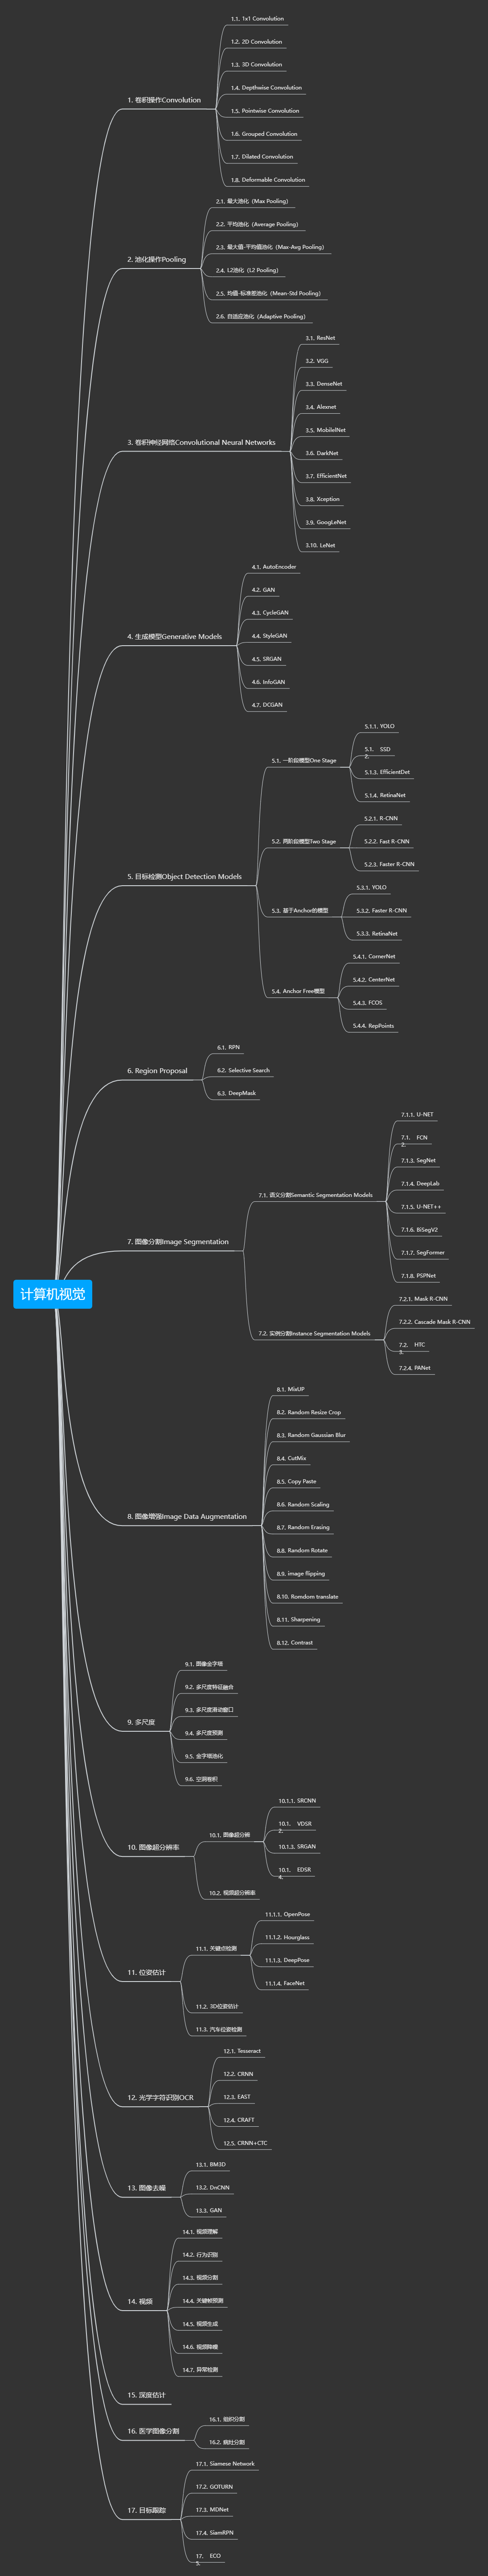 计算机视觉
1. 卷积操作Convolution
1.1. 1x1 Convolution
1.2. 2D Convolution
1.3. 3D Convolution
1.4. Depthwise Convolution
1.5. Pointwise Convolution
1.6. Grouped Convolution
1.7. Dilated Convolution
1.8. Deformable Convolution
2. 池化操作Pooling
2.1. 最大池化（Max Pooling）
2.2. 平均池化（Average Pooling）
2.3. 最大值-平均值池化（Max-Avg Pooling）
2.4. L2池化（L2 Pooling）
2.5. 均值-标准差池化（Mean-Std Pooling）
2.6. 自适应池化（Adaptive Pooling）
3. 卷积神经网络Convolutional Neural Networks
3.1. ResNet
3.2. VGG
3.3. DenseNet
3.4. Alexnet
3.5. MobilelNet
3.6. DarkNet
3.7. EfficientNet
3.8. Xception
3.9. GoogLeNet
3.10. LeNet
4. 生成模型Generative Models
4.1. AutoEncoder
4.2. GAN
4.3. CycleGAN
4.4. StyleGAN
4.5. SRGAN
4.6. InfoGAN
4.7. DCGAN
5. 目标检测Object Detection Models
5.1. 一阶段模型One Stage
5.1.1. YOLO
5.1.2. SSD
5.1.3. EfficientDet
5.1.4. RetinaNet
5.2. 两阶段模型Two Stage
5.2.1. R-CNN
5.2.2. Fast R-CNN
5.2.3. Faster R-CNN
5.3. 基于Anchor的模型
5.3.1. YOLO
5.3.2. Faster R-CNN
5.3.3. RetinaNet
5.4. Anchor Free模型
5.4.1. CornerNet
5.4.2. CenterNet
5.4.3. FCOS
5.4.4. RepPoints
6. Region Proposal
6.1. RPN
6.2. Selective Search
6.3. DeepMask
7. 图像分割Image Segmentation
7.1. 语义分割Semantic Segmentation Models
7.1.1. U-NET
7.1.2. FCN
7.1.3. SegNet
7.1.4. DeepLab
7.1.5. U-NET++
7.1.6. BiSegV2
7.1.7. SegFormer
7.1.8. PSPNet
7.2. 实例分割Instance Segmentation Models
7.2.1. Mask R-CNN
7.2.2. Cascade Mask R-CNN
7.2.3. HTC
7.2.4. PANet
8. 图像增强Image Data Augmentation
8.1. MixUP
8.2. Random Resize Crop
8.3. Random Gaussian Blur
8.4. CutMix
8.5. Copy Paste
8.6. Random Scaling
8.7. Random Erasing
8.8. Random Rotate
8.9. image flipping
8.10. Romdom translate
8.11. Sharpening
8.12. Contrast
9. 多尺度
9.1. 图像金字塔
9.2. 多尺度特征融合
9.3. 多尺度滑动窗口
9.4. 多尺度预测
9.5. 金字塔池化
9.6. 空洞卷积
10. 图像超分辨率
10.1. 图像超分辨
10.1.1. SRCNN
10.1.2. VDSR
10.1.3. SRGAN
10.1.4. EDSR
10.2. 视频超分辨率
11. 位姿估计
11.1. 关键点检测
11.1.1. OpenPose
11.1.2. Hourglass
11.1.3. DeepPose
11.1.4. FaceNet
11.2. 3D位姿估计
11.3. 汽车位姿检测
12. 光学字符识别OCR
12.1. Tesseract
12.2. CRNN
12.3. EAST
12.4. CRAFT
12.5. CRNN+CTC
13. 图像去噪
13.1. BM3D
13.2. DnCNN
13.3. GAN
14. 视频
14.1. 视频理解
14.2. 行为识别
14.3. 视频分割
14.4. 关键帧预测
14.5. 视频生成
14.6. 视频降噪
14.7. 异常检测
15. 深度估计
16. 医学图像分割
16.1. 组织分割
16.2. 病灶分割
17. 目标跟踪
17.1. Siamese Network
17.2. GOTURN
17.3. MDNet
17.4. SiamRPN
17.5. ECO